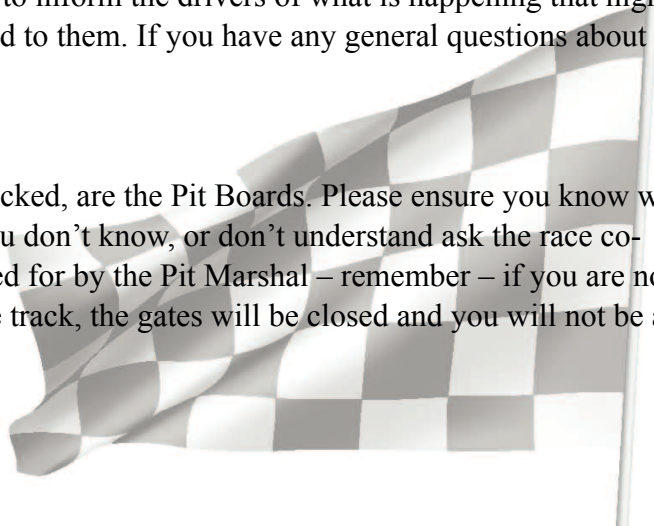 to inform the drivers of what is happening that
d to them. If you have any general questions about
cked, are the Pit Boards. Please ensure you know
u don’t know, or don’t understand ask the race co-
ed for by the Pit Marshal – remember – if you are
e track, the gates will be closed and you will not be